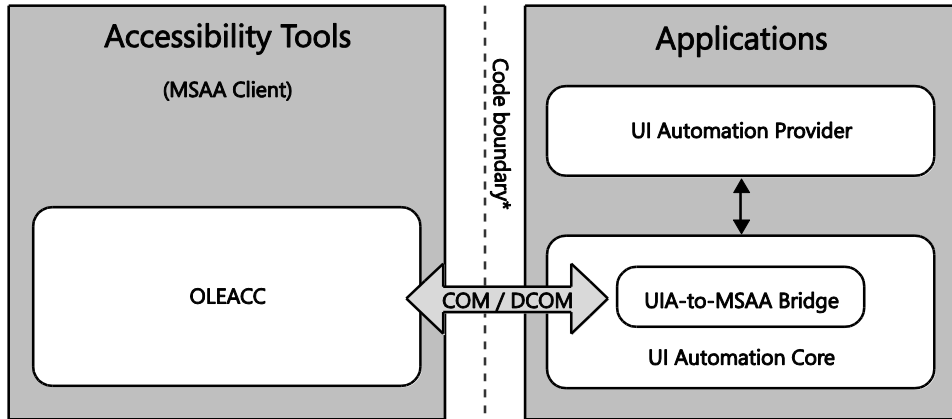 Accessibility Tools
(MSAA Client)
OLEACC
COM / DCOM
Code boundary*
Applications
UI Automation Provider
UIA-to-MSAA Bridge
UI Automation Core